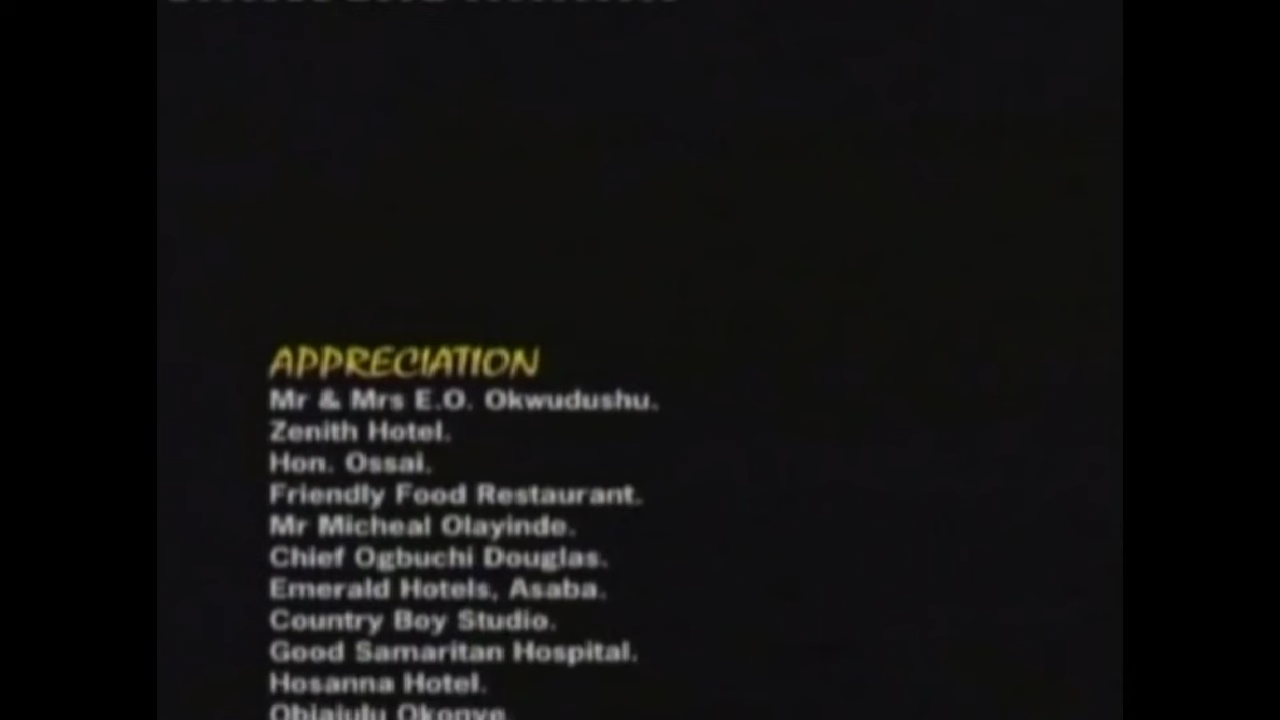 APPRECIATION
Mr & Mrs E.O. Okwudushu.
Zenith Hotel.
Hon. Ossai.
Friendly Food Restaurant.
Mr Micheal Olayinde.
Chief Ogbuchi Douglas.
Emerald Hotels, Asaba.
Country Boy Studio.
Good Samaritan Hospital.
Hosanna Hotel.